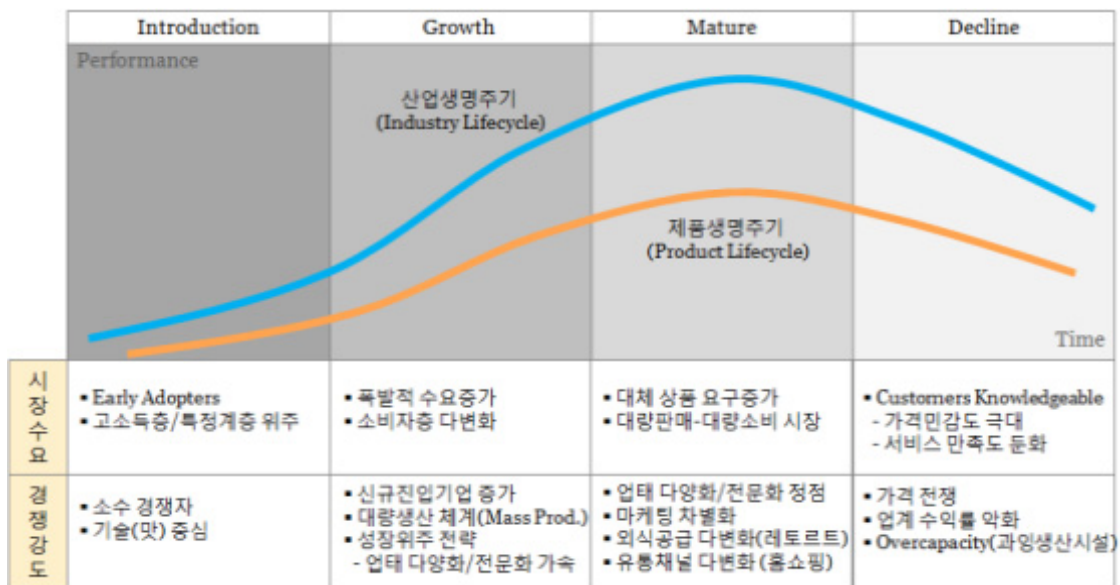 Introduction
Growth
Mature
Decline
Performance
산업생명주기
(Industry Lifecycle)
제품생명주기
(Product Lifecycle)
Time
시장수요
▪ Early Adopters
▪ 고소득층/특정계층 위주
▪ 폭발적 수요증가
▪ 소비자층 다변화
▪ 대체 상품 요구증가
▪ 대량판매-대량소비 시장
▪ Customers Knowledgeable
- 가격민감도 극대
- 서비스 만족도 둔화
경쟁강도
▪ 소수 경쟁자
▪ 기술(맛) 중심
▪ 신규진입기업 증가
▪ 대량생산 체계(Mass Prod.)
▪ 성장위주 전략
- 업태 다양화/전문화 가속
▪ 업태 다양화/전문화 정점
▪ 마케팅 차별화
▪ 외식공급 다변화(레토르트)
▪ 유통채널 다변화 (홈쇼핑)
▪ 가격 전쟁
▪ 업계 수익률 악화
▪ Overcapacity(과잉생산시설)